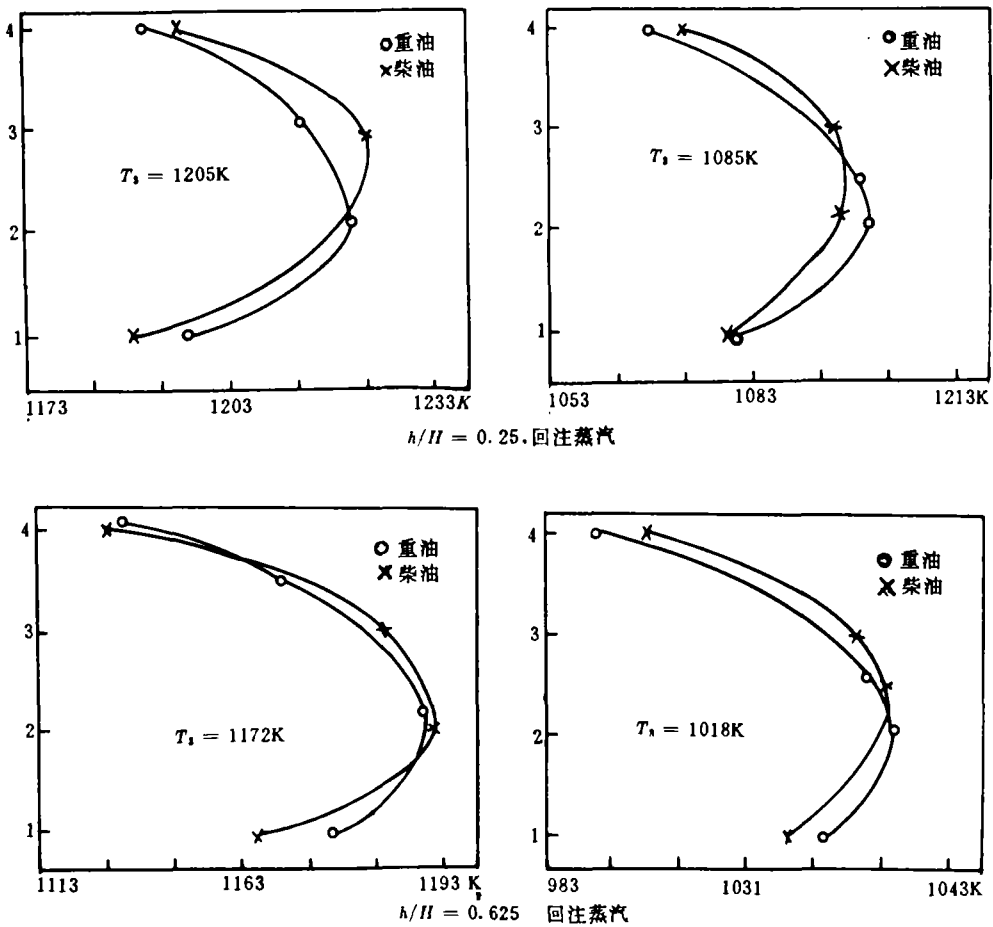 4
3
2
1
○重油
×柴油
T₃ = 1205K
1173 1203 1233K
4
3
2
1
○重油
×柴油
T₃ = 1085K
1053 1083 1213K
h/H = 0.25.回注蒸汽
4
3
2
1
○重油
×柴油
T₃ = 1172K
1113 1163 1193 K
4
3
2
1
○重油
×柴油
T₃ = 1018K
983 1031 1043K
h/H = 0.625 回注蒸汽